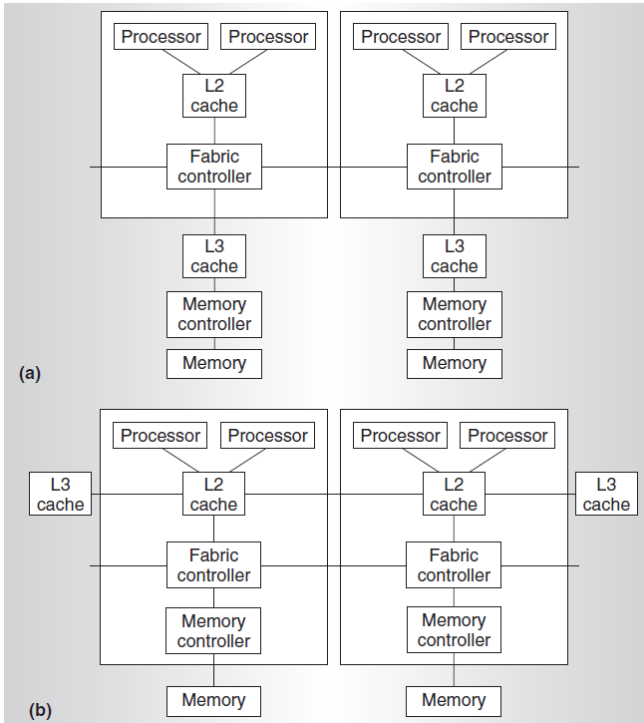 Processor Processor Processor Processor
L2 L2
cache cache
Fabric Fabric
controller controller
L3 L3
cache cache
Memory Memory
controller controller
Memory Memory
(a)
Processor Processor Processor Processor
L3 L2 L2 L3
cache cache cache cache
Fabric Fabric
controller controller
Memory Memory
controller controller
Memory Memory
(b)